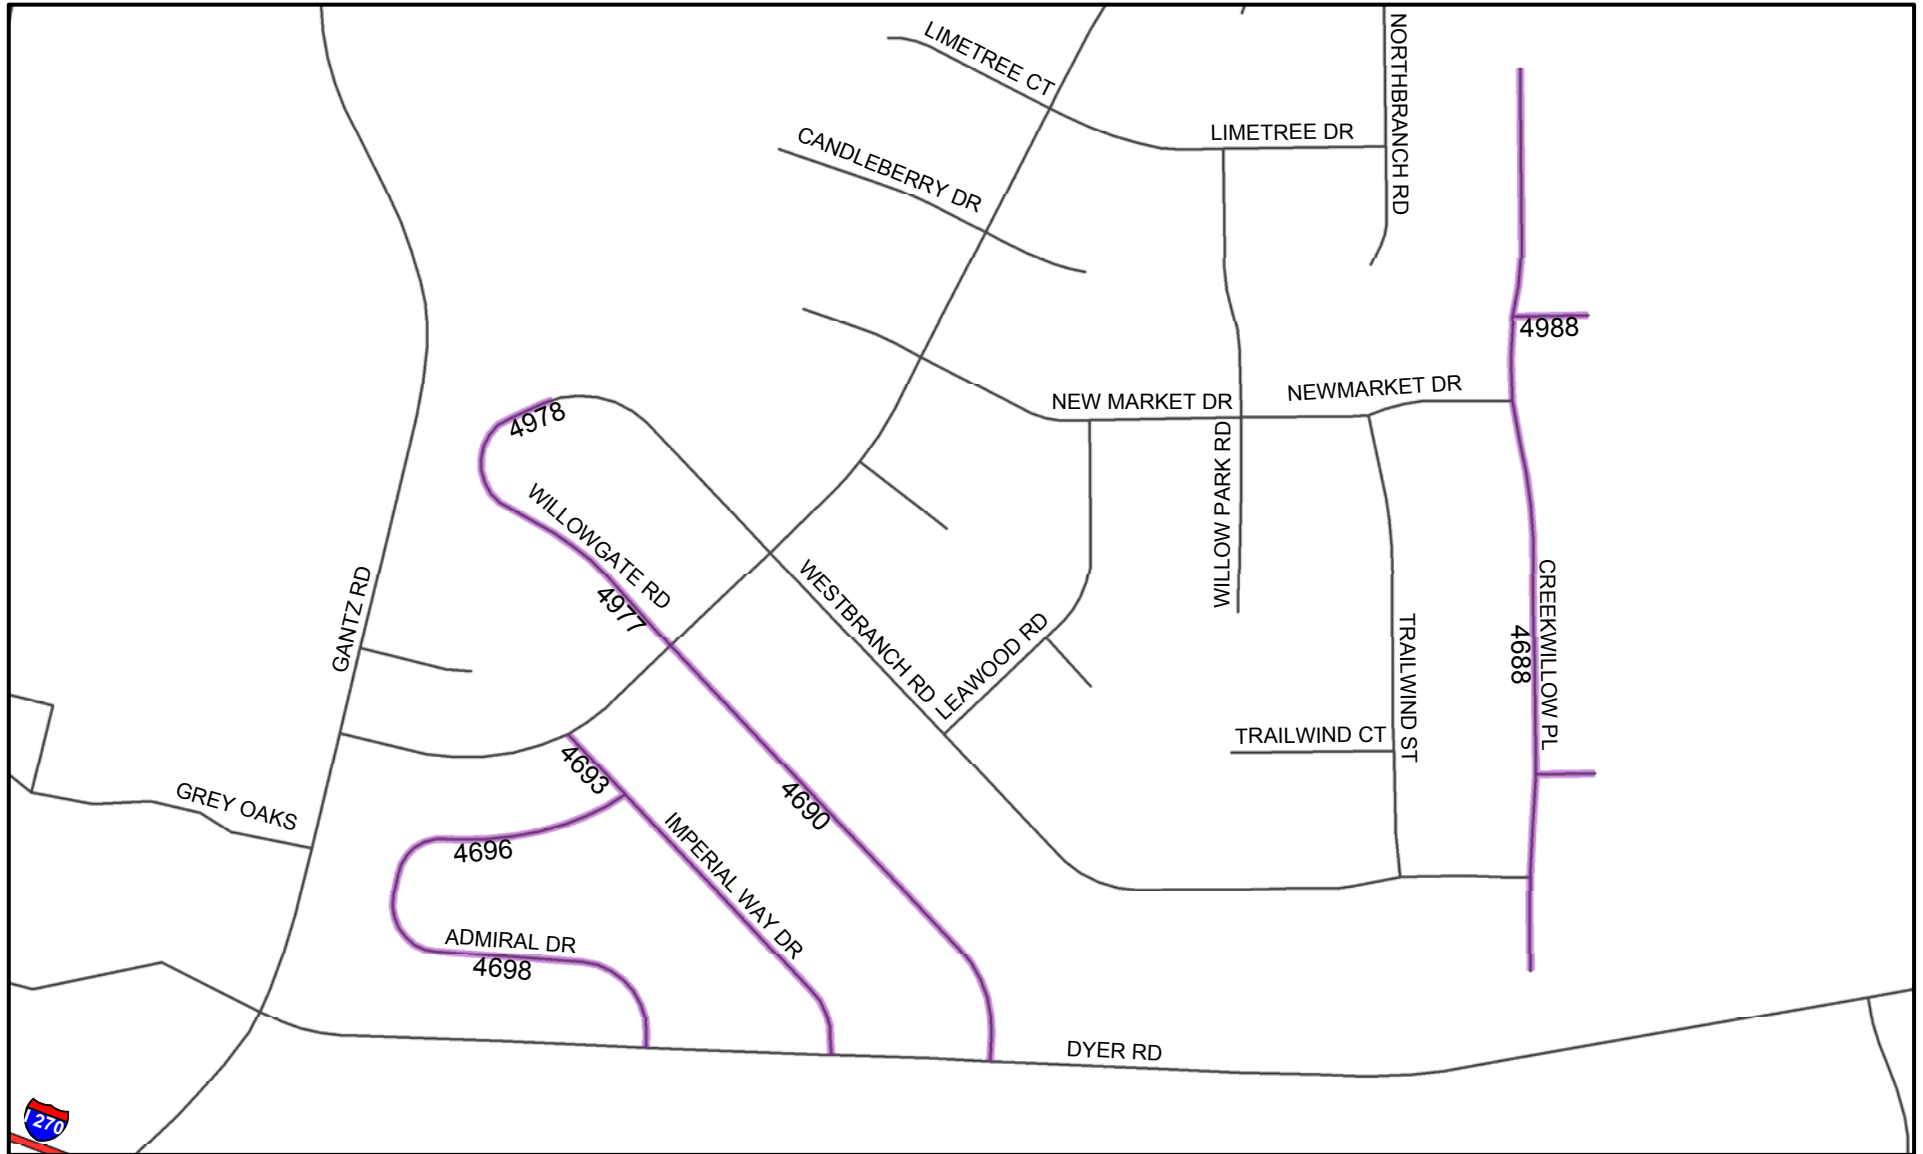 LIMETREE CT
NORTHBRANCH RD
LIMETREE DR
CANDLEBERRY DR
4988
NEWMARKET DR
NEW MARKET DR
4978
WILLOW PARK RD
WILLOWGATE RD
4977
WESTBRANCH RD
GANTZ RD
LEAWOOD RD
TRAILWIND ST
CREEKWILLOW PL
4688
TRAILWIND CT
4693
GREY OAKS
4690
4696
IMPERIAL WAY DR
ADMIRAL DR
4698
DYER RD
270